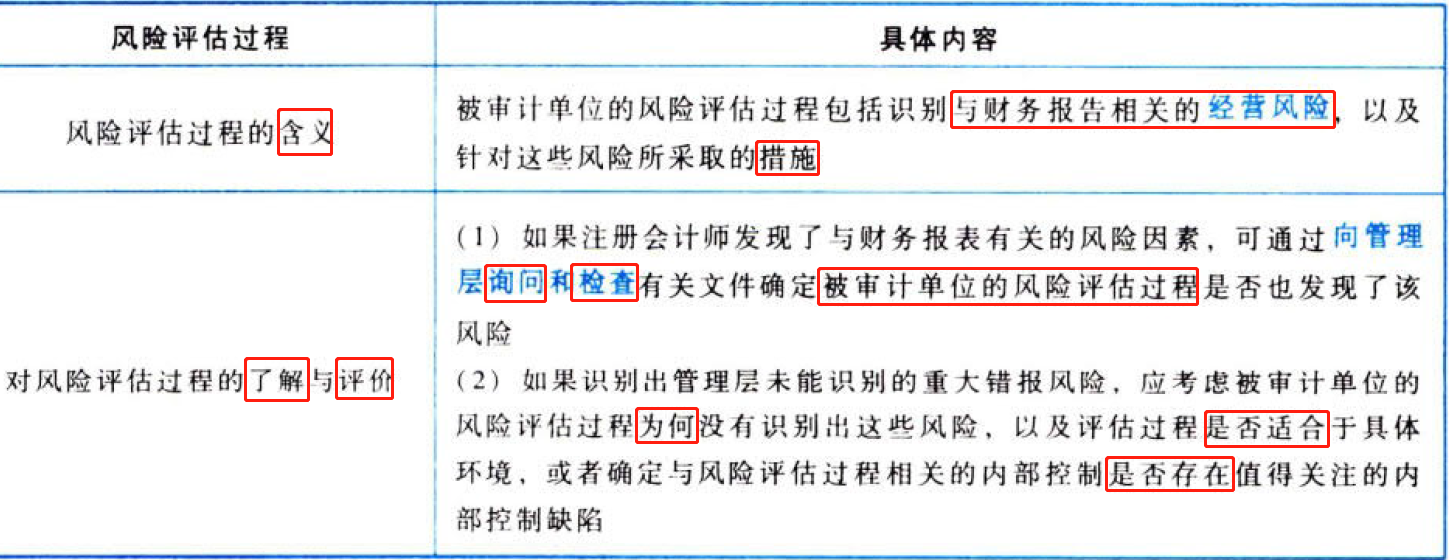 风险评估过程
具体内容
风险评估过程的含义
被审计单位的风险评估过程包括识别与财务报告相关的经营风险，以及
针对这些风险所采取的措施
对风险评估过程的了解与评价
(1) 如果注册会计师发现了与财务报表有关的风险因素，可通过向管理
层询问和检查有关文件确定被审计单位的风险评估过程是否也发现了该
风险
(2) 如果识别出管理层未能识别的重大错报风险，应考虑被审计单位的
风险评估过程为何没有识别出这些风险，以及评估过程是否适合于具体
环境，或者确定与风险评估过程相关的内部控制是否存在值得关注的内
部控制缺陷